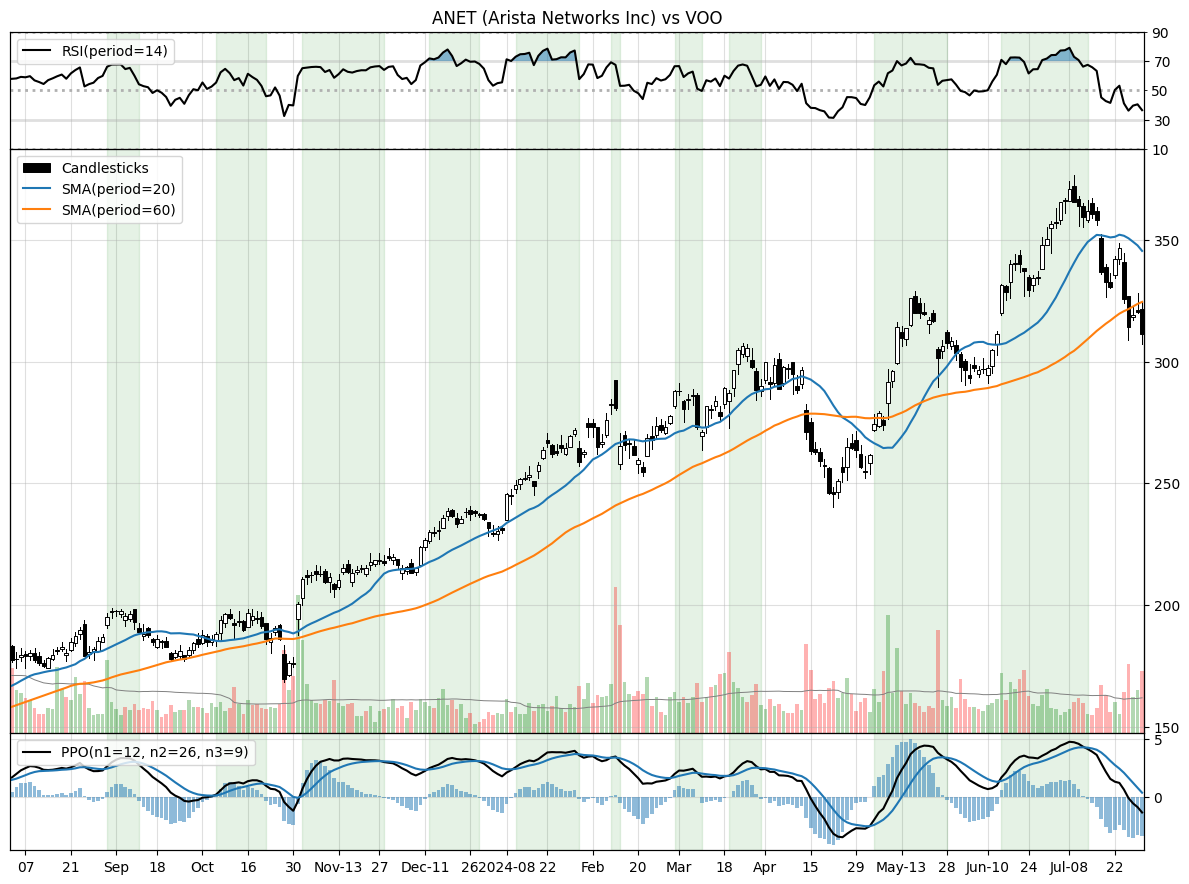 ANET (Arista Networks Inc) vs VOO
RSI(period=14)
90
70
50
30
10
Candlesticks
SMA(period=20)
SMA(period=60)
350
300
250
200
150
PPO(n1=12, n2=26, n3=9)
5
0
07 21 Sep 18 Oct 16 30 Nov-13 27 Dec-11 26 2024-08 22 Feb 20 Mar 18 Apr 15 29 May-13 28 Jun-10 24 Jul-08 22